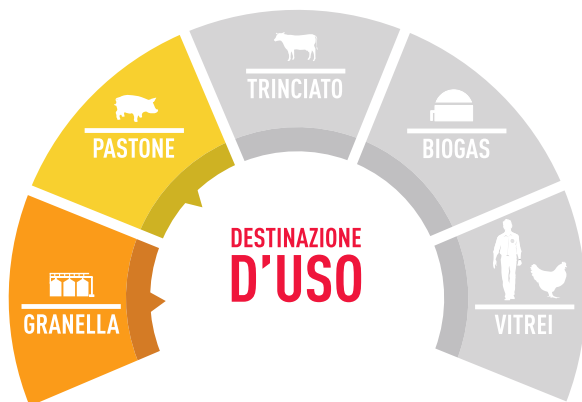 GRANELLA
PASTONE
TRINCIATO
BIOGAS
VITREI
DESTINAZIONE
D'USO